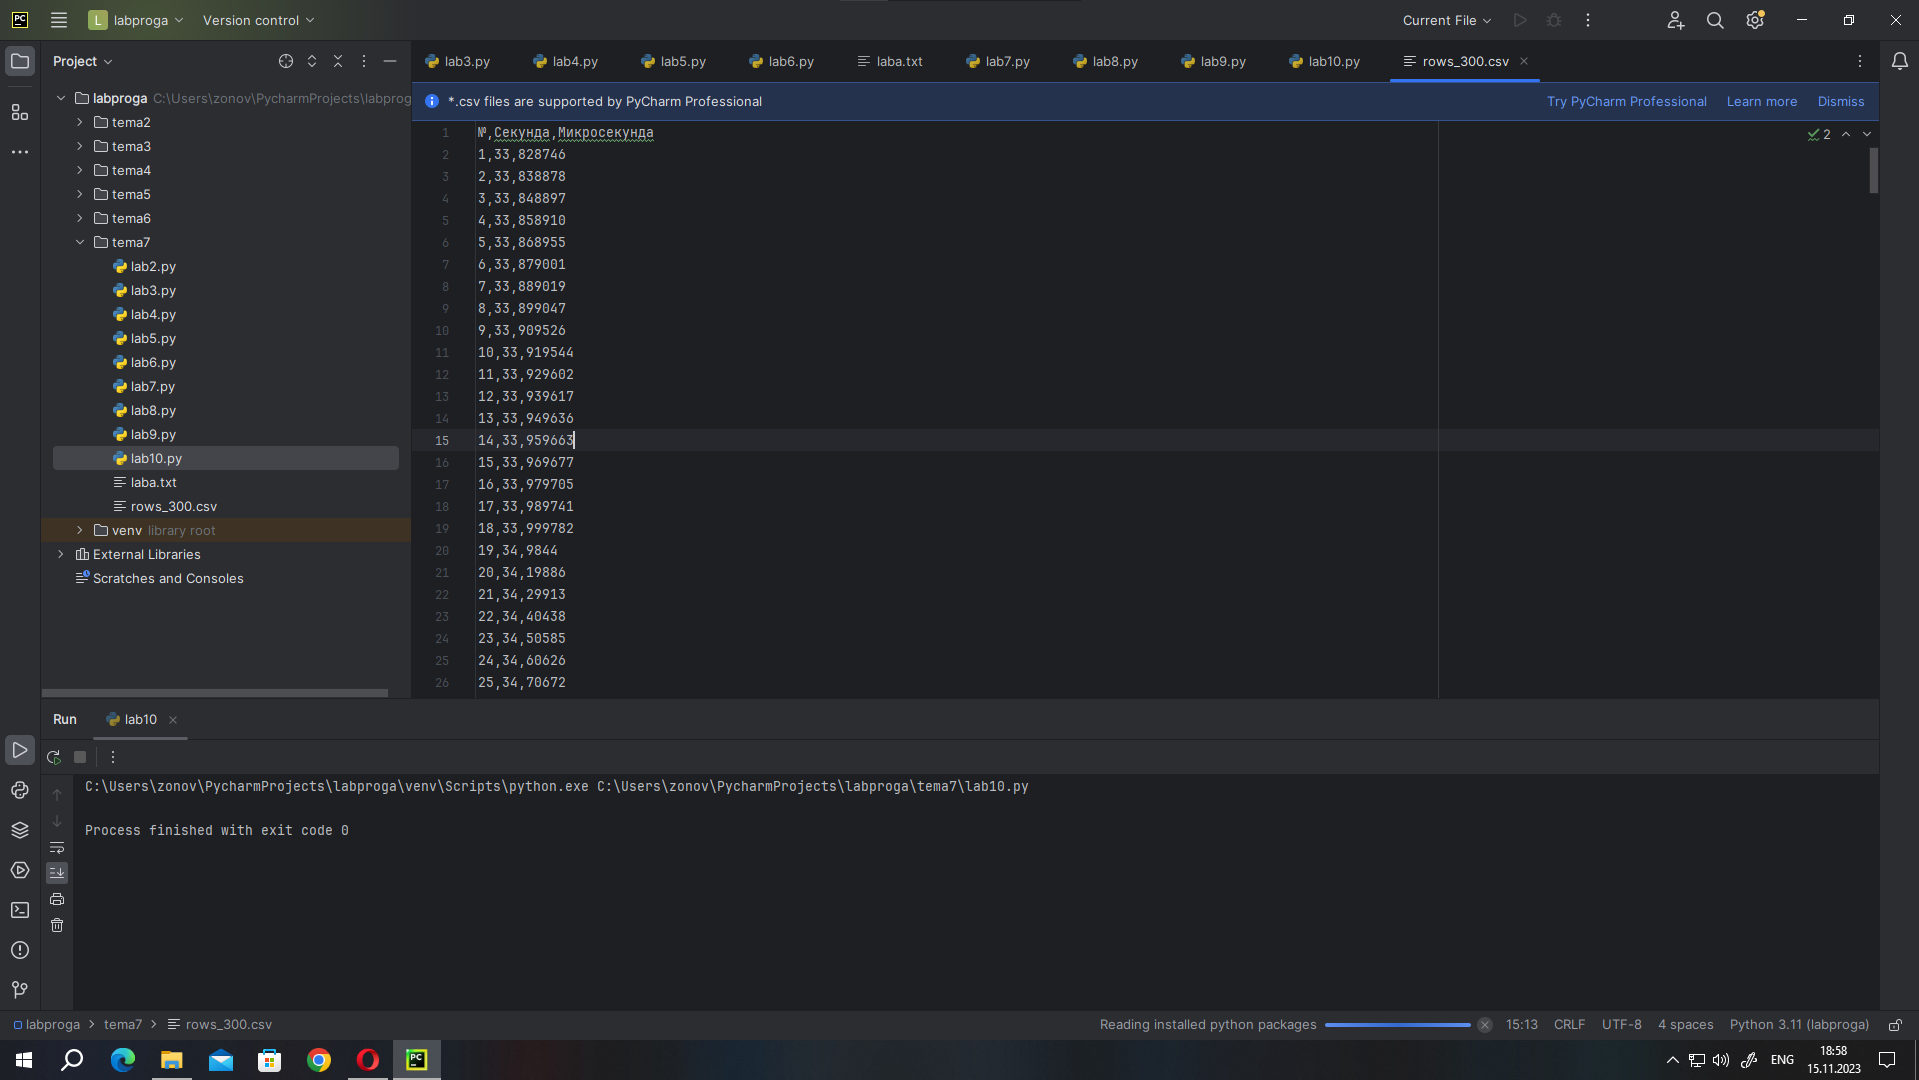 PC
L labproga Version control
Current File
Project
lab3.py lab4.py lab5.py lab6.py laba.txt lab7.py lab8.py lab9.py lab10.py rows_300.csv
*.csv files are supported by PyCharm Professional
Try PyCharm Professional Learn more Dismiss
labproga C:\Users\zonov\PycharmProjects\labprog
tema2
tema3
tema4
tema5
tema6
tema7
lab2.py
lab3.py
lab4.py
lab5.py
lab6.py
lab7.py
lab8.py
lab9.py
lab10.py
laba.txt
rows_300.csv
venv library root
External Libraries
Scratches and Consoles
2
1 №,Секунда,Микросекунда
2 1,33,828746
3 2,33,838878
4 3,33,848897
5 4,33,858910
6 5,33,868955
7 6,33,879001
8 7,33,889019
9 8,33,899047
10 9,33,909526
11 10,33,919544
12 11,33,929602
13 12,33,939617
14 13,33,949636
15 14,33,959663
16 15,33,969677
17 16,33,979705
18 17,33,989741
19 18,33,999782
20 19,34,9844
21 20,34,19886
22 21,34,29913
23 22,34,40438
24 23,34,50585
25 24,34,60626
26 25,34,70672
Run lab10
C:\Users\zonov\PycharmProjects\labproga\venv\Scripts\python.exe C:\Users\zonov\PycharmProjects\labproga\tema7\lab10.py
Process finished with exit code 0
labproga tema7 rows_300.csv
Reading installed python packages 15:13 CRLF UTF-8 4 spaces Python 3.11 (labproga)
PC
ENG
18:58
15.11.2023